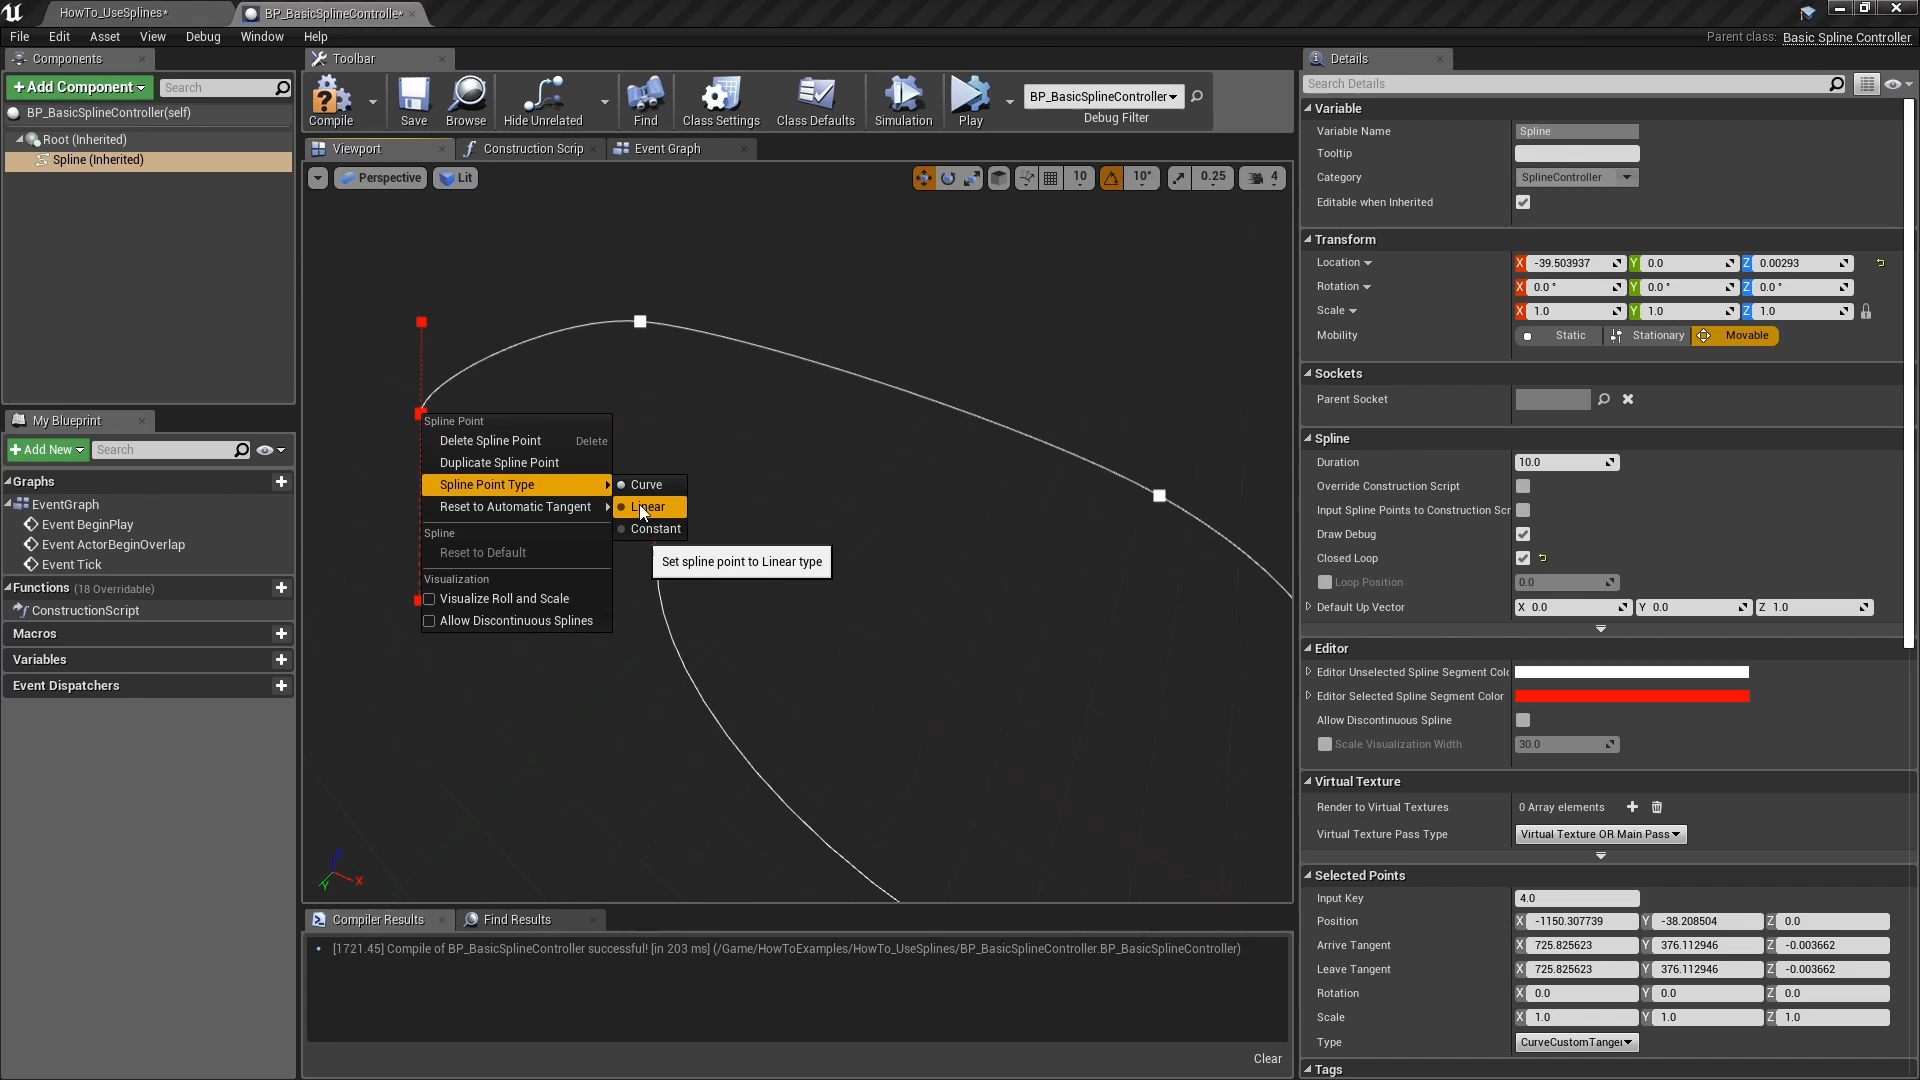 HowTo_UseSplines*
BP_BasicSplineControlle*
File Edit Asset View Debug Window Help
Parent class: Basic Spline Controller
Components
+Add Component
Search
BP_BasicSplineController(self)
Root (Inherited)
Spline (Inherited)
Toolbar
Compile
Save
Browse
Hide Unrelated
Find
Class Settings
Class Defaults
Simulation
Play
BP_BasicSplineController
Debug Filter
Viewport
Construction Scrip
Event Graph
Perspective
Lit
10
10°
0.25
4
Spline Point
Delete Spline Point Delete
Duplicate Spline Point
Spline Point Type
Reset to Automatic Tangent
Spline
Reset to Default
Visualization
Visualize Roll and Scale
Allow Discontinuous Splines
Curve
Linear
Constant
Set spline point to Linear type
Z
X
Y
My Blueprint
+Add New
Search
Graphs
EventGraph
Event BeginPlay
Event ActorBeginOverlap
Event Tick
Functions (18 Overridable)
ConstructionScript
Macros
Variables
Event Dispatchers
Compiler Results
Find Results
[1721.45] Compile of BP_BasicSplineController successful! [in 203 ms] (/Game/HowToExamples/HowTo_UseSplines/BP_BasicSplineController.BP_BasicSplineController)
Clear
Details
Search Details
Variable
Variable Name Spline
Tooltip
Category SplineController
Editable when Inherited
Transform
Location X -39.503937 Y 0.0 Z 0.00293
Rotation X 0.0 ° Y 0.0 ° Z 0.0 °
Scale X 1.0 Y 1.0 Z 1.0
Mobility Static Stationary Movable
Sockets
Parent Socket
Spline
Duration 10.0
Override Construction Script
Input Spline Points to Construction Scr
Draw Debug
Closed Loop
Loop Position 0.0
Default Up Vector X 0.0 Y 0.0 Z 1.0
Editor
Editor Unselected Spline Segment Colo
Editor Selected Spline Segment Color
Allow Discontinuous Spline
Scale Visualization Width 30.0
Virtual Texture
Render to Virtual Textures 0 Array elements
Virtual Texture Pass Type Virtual Texture OR Main Pass
Selected Points
Input Key 4.0
Position X -1150.307739 Y -38.208504 Z 0.0
Arrive Tangent X 725.825623 Y 376.112946 Z -0.003662
Leave Tangent X 725.825623 Y 376.112946 Z -0.003662
Rotation X 0.0 Y 0.0 Z 0.0
Scale X 1.0 Y 1.0 Z 1.0
Type CurveCustomTanger
Tags